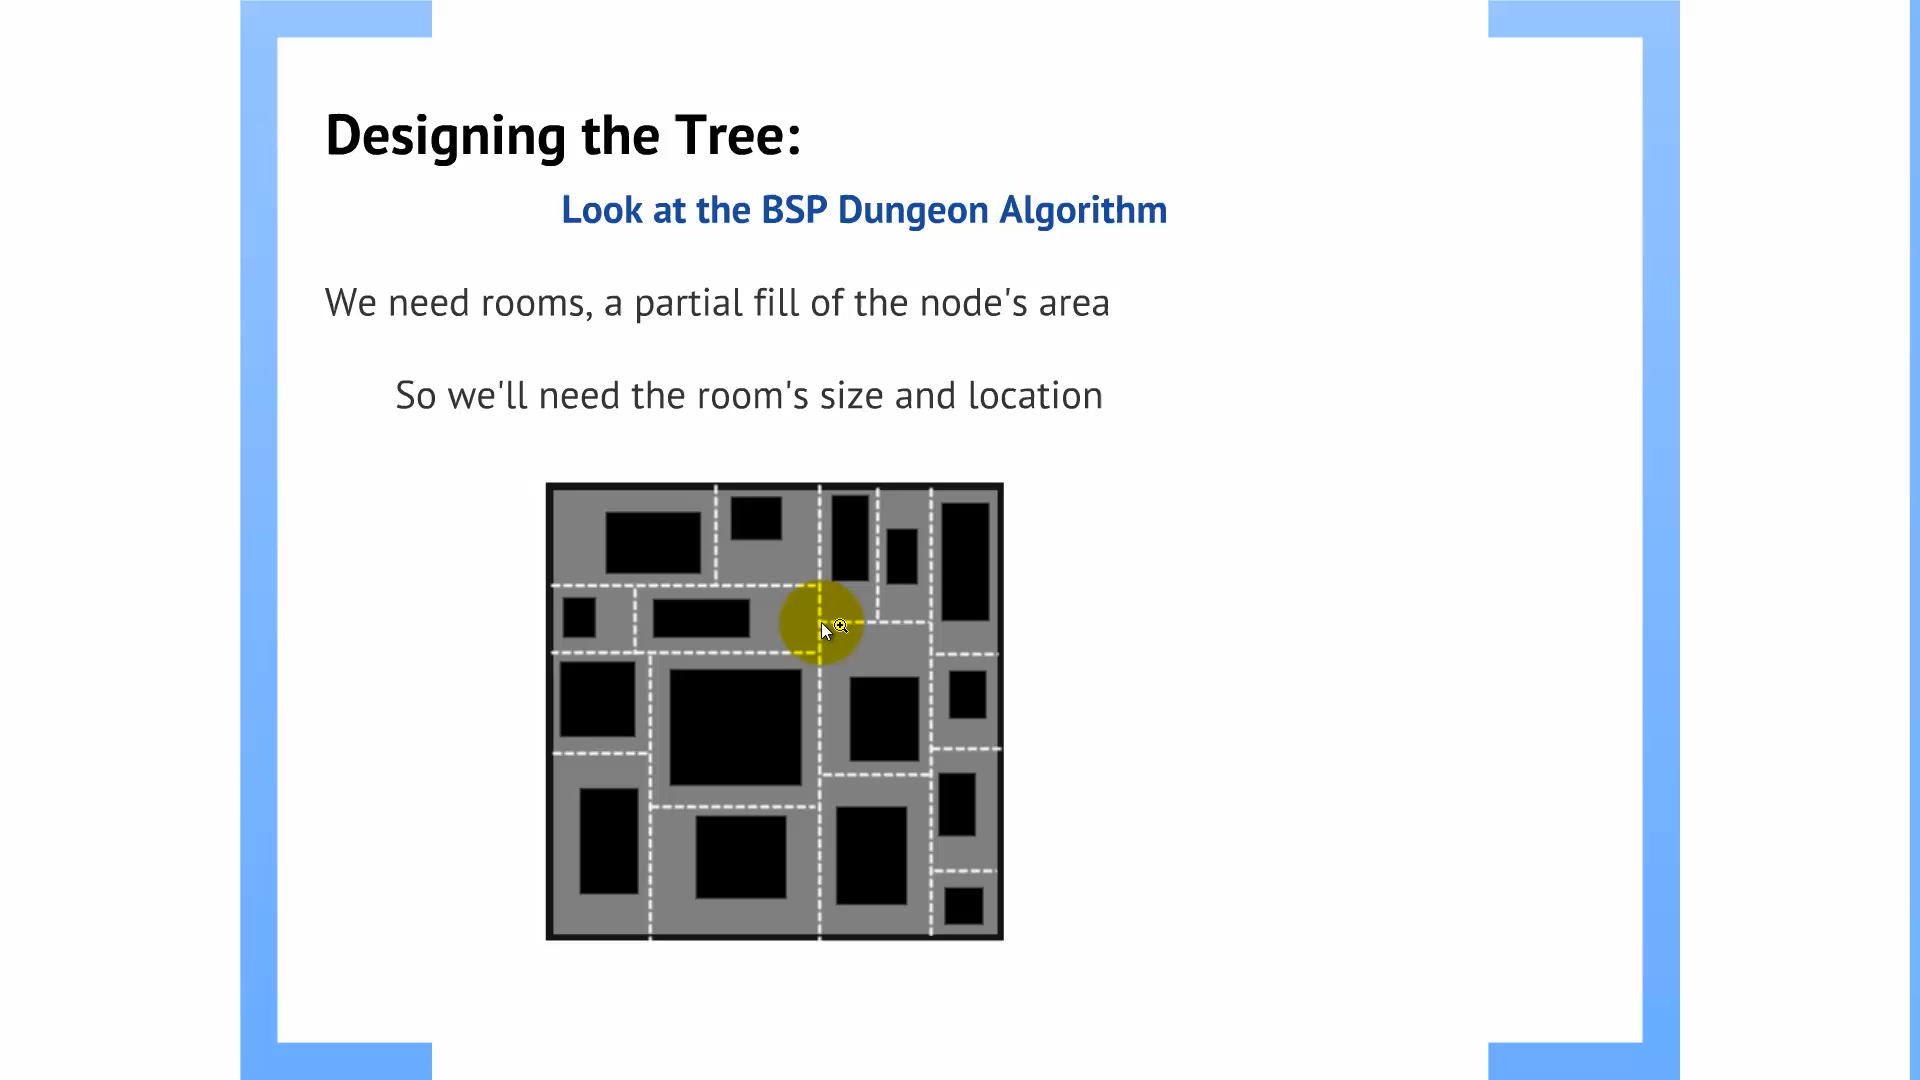 Designing the Tree:
Look at the BSP Dungeon Algorithm
We need rooms, a partial fill of the node's area
So we'll need the room's size and location